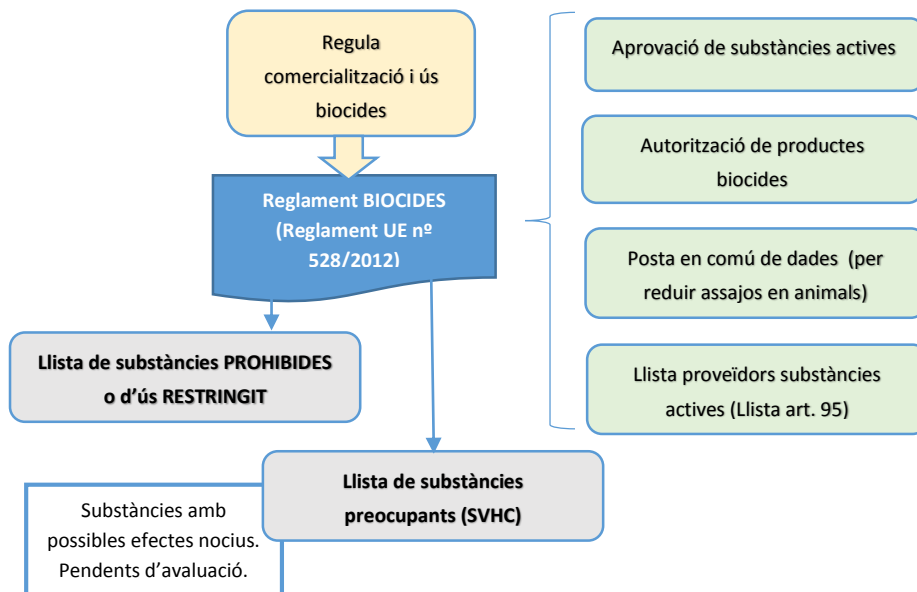 Regula
comercialització i ús
biocides
Reglament BIOCIDES
(Reglament UE nº
528/2012)
Aprovació de substàncies actives
Autorització de productes
biocides
Posta en comú de dades (per
reduir assajos en animals)
Llista proveïdors substàncies
actives (Llista art. 95)
Llista de substàncies PROHIBIDES
o d’ús RESTRINGIT
Llista de substàncies
preocupants (SVHC)
Substàncies amb
possibles efectes nocius.
Pendents d’avaluació.